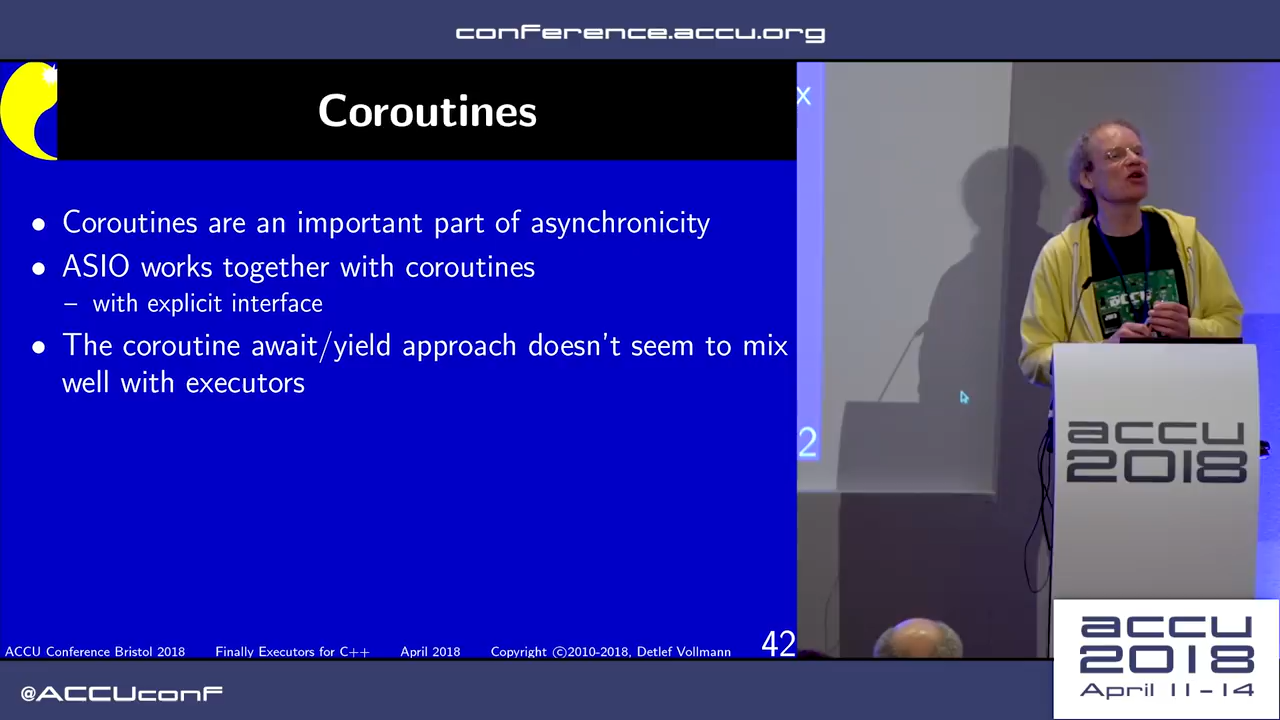 conference.accu.org
Coroutines
• Coroutines are an important part of asynchronicity
• ASIO works together with coroutines
– with explicit interface
• The coroutine await/yield approach doesn't seem to mix
well with executors
ACCU Conference Bristol 2018 Finally Executors for C++ April 2018 Copyright ©2010-2018, Detlef Vollmann 42
x
2
accu
2018
@ACCUconf
accu
2018
April 11-14